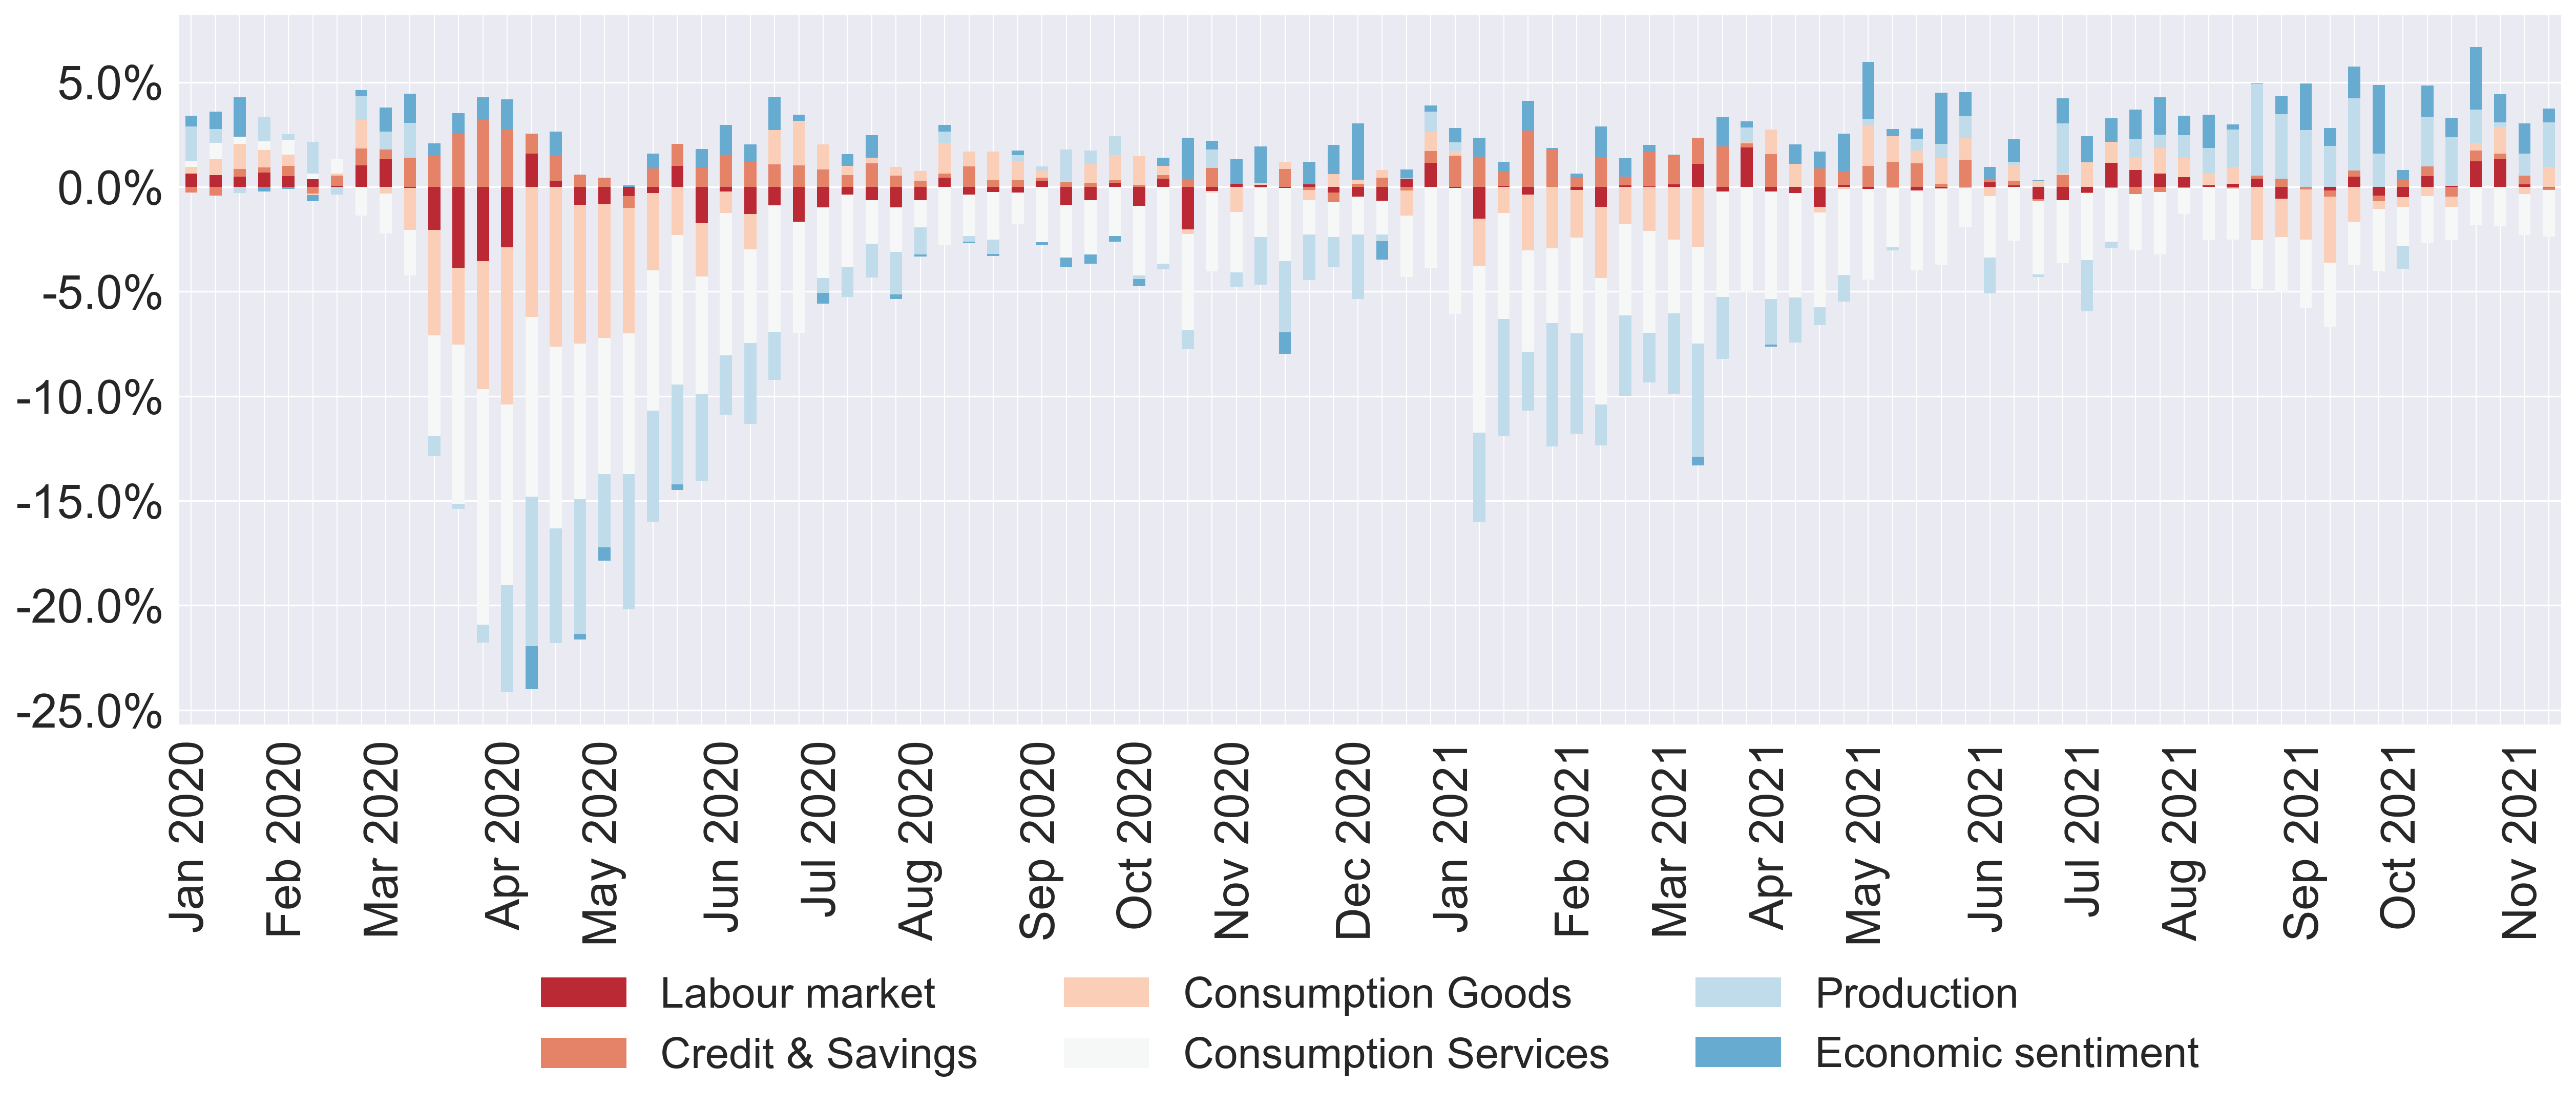 5.0%
0.0%
-5.0%
-10.0%
-15.0%
-20.0%
-25.0%
Jan 2020
Feb 2020
Mar 2020
Apr 2020
May 2020
Jun 2020
Jul 2020
Aug 2020
Sep 2020
Oct 2020
Nov 2020
Dec 2020
Jan 2021
Feb 2021
Mar 2021
Apr 2021
May 2021
Jun 2021
Jul 2021
Aug 2021
Sep 2021
Oct 2021
Nov 2021
Labour market
Consumption Goods
Production
Credit & Savings
Consumption Services
Economic sentiment